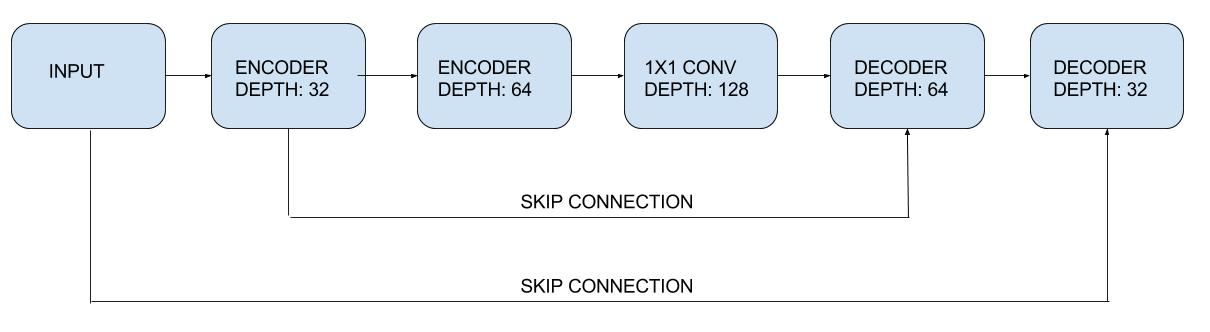 INPUT
ENCODER
DEPTH: 32
ENCODER
DEPTH: 64
1X1 CONV
DEPTH: 128
DECODER
DEPTH: 64
DECODER
DEPTH: 32
SKIP CONNECTION
SKIP CONNECTION